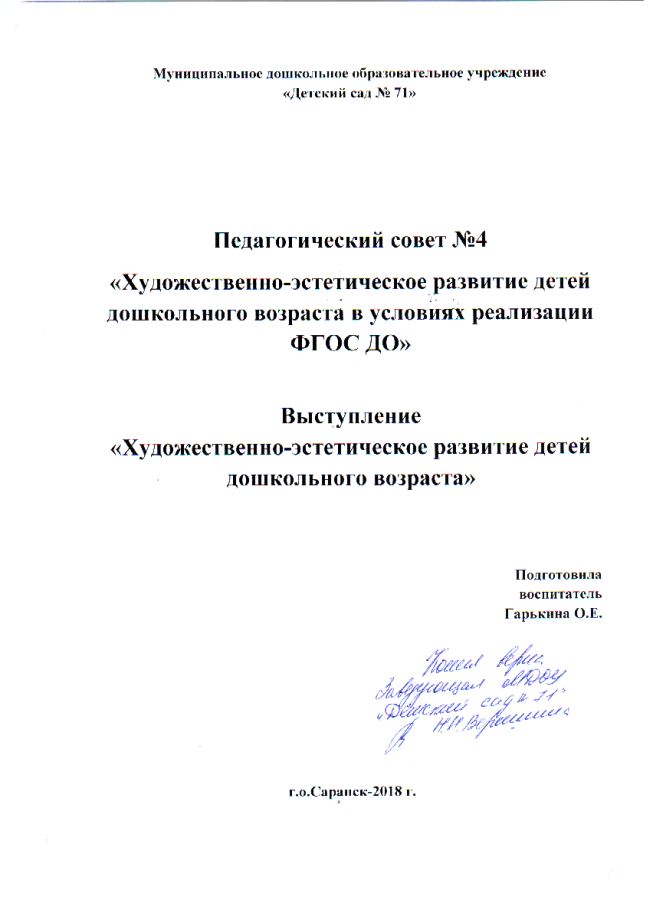 Муниципальное дошкольное образовательное учреждение
«Детский сад № 71»
Педагогический совет №4
«Художественно-эстетическое развитие детей
дошкольного возраста в условиях реализации
ФГОС ДО»
Выступление
«Художественно-эстетическое развитие детей
дошкольного возраста»
Подготовила
воспитатель
Гарькина О.Е.
Копия верна.
Заведующая МДОУ
"Детский сад № 71"
г.о.Саранск-2018 г.